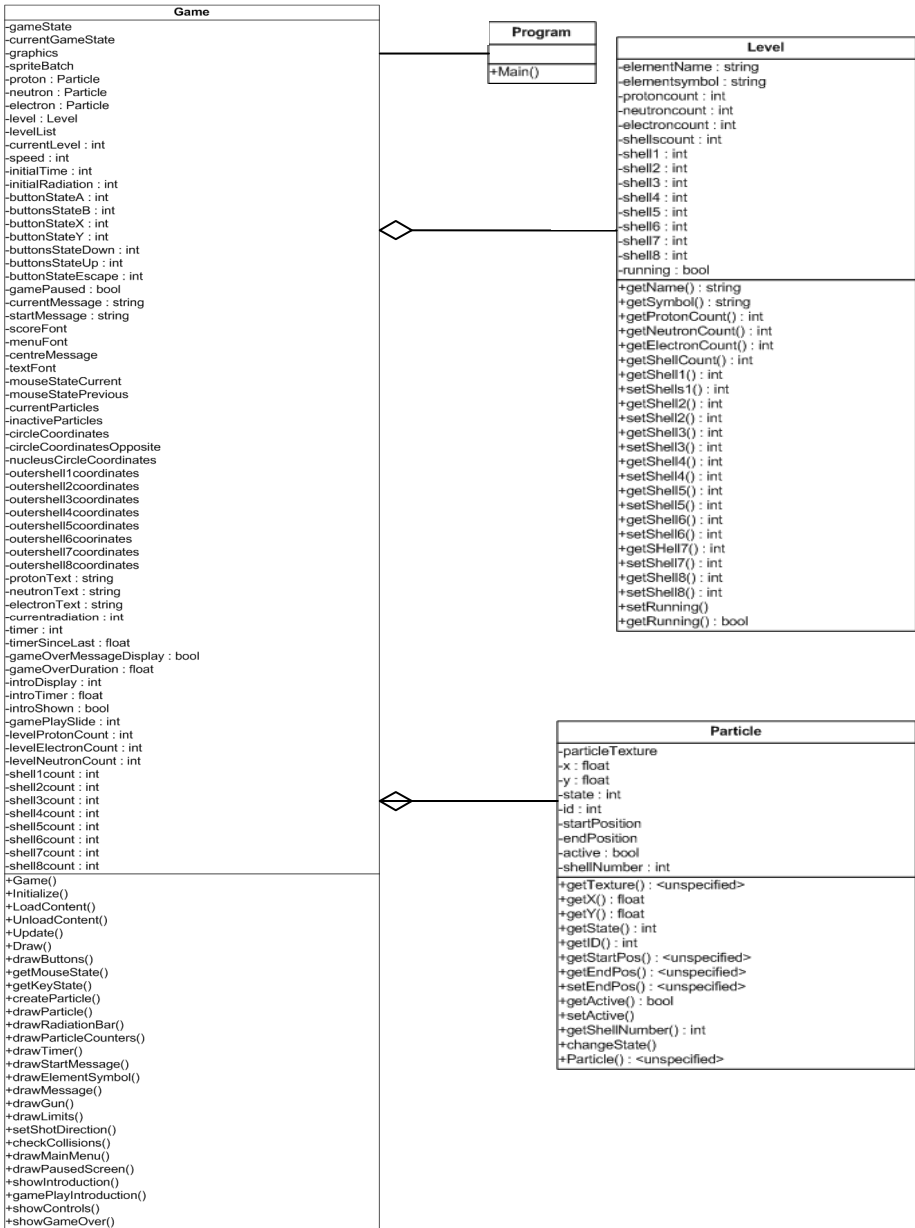 Game
-gameState
-currentGameState
-graphics
-spriteBatch
-proton : Particle
-neutron : Particle
-electron : Particle
-level : Level
-levelList
-currentLevel : int
-speed : int
-initialTime : int
-initialRadiation : int
-buttonStateA : int
-buttonsStateB : int
-buttonStateX : int
-buttonStateY : int
-buttonsStateDown : int
-buttonsStateUp : int
-buttonStateEscape : int
-gamePaused : bool
-currentMessage : string
-startMessage : string
-scoreFont
-menuFont
-centreMessage
-textFont
-mouseStateCurrent
-mouseStatePrevious
-currentParticles
-inactiveParticles
-circleCoordinates
-circleCoordinatesOpposite
-nucleusCircleCoordinates
-outershell1coordinates
-outershell2coordinates
-outershell3coordinates
-outershell4coordinates
-outershell5coordinates
-outershell6coorinates
-outershell7coordinates
-outershell8coordinates
-protonText : string
-neutronText : string
-electronText : string
-currentradiation : int
-timer : int
-timerSinceLast : float
-gameOverMessageDisplay : bool
-gameOverDuration : float
-introDisplay : int
-introTimer : float
-introShown : bool
-gamePlaySlide : int
-levelProtonCount : int
-levelElectronCount : int
-levelNeutronCount : int
-shell1count : int
-shell2count : int
-shell3count : int
-shell4count : int
-shell5count : int
-shell6count : int
-shell7count : int
-shell8count : int
+Game()
+Initialize()
+LoadContent()
+UnloadContent()
+Update()
+Draw()
+drawButtons()
+getMouseState()
+getKeyState()
+createParticle()
+drawParticle()
+drawRadiationBar()
+drawParticleCounters()
+drawTimer()
+drawStartMessage()
+drawElementSymbol()
+drawMessage()
+drawGun()
+drawLimits()
+setShotDirection()
+checkCollisions()
+drawMainMenu()
+drawPausedScreen()
+showIntroduction()
+gamePlayIntroduction()
+showControls()
+showGameOver()
Program
+Main()
Level
-elementName : string
-elementsymbol : string
-protoncount : int
-neutroncount : int
-electroncount : int
-shellscount : int
-shell1 : int
-shell2 : int
-shell3 : int
-shell4 : int
-shell5 : int
-shell6 : int
-shell7 : int
-shell8 : int
-running : bool
+getName() : string
+getSymbol() : string
+getProtonCount() : int
+getNeutronCount() : int
+getElectronCount() : int
+getShellCount() : int
+getShell1() : int
+setShells1() : int
+getShell2() : int
+setShell2() : int
+getShell3() : int
+setShell3() : int
+getShell4() : int
+setShell4() : int
+getShell5() : int
+setShell5() : int
+getShell6() : int
+setShell6() : int
+getSHell7() : int
+setShell7() : int
+getShell8() : int
+setShell8() : int
+setRunning()
+getRunning() : bool
Particle
-particleTexture
-x : float
-y : float
-state : int
-id : int
-startPosition
-endPosition
-active : bool
-shellNumber : int
+getTexture() : <unspecified>
+getX() : float
+getY() : float
+getState() : int
+getID() : int
+getStartPos() : <unspecified>
+getEndPos() : <unspecified>
+setEndPos() : <unspecified>
+getActive() : bool
+setActive()
+getShellNumber() : int
+changeState()
+Particle() : <unspecified>